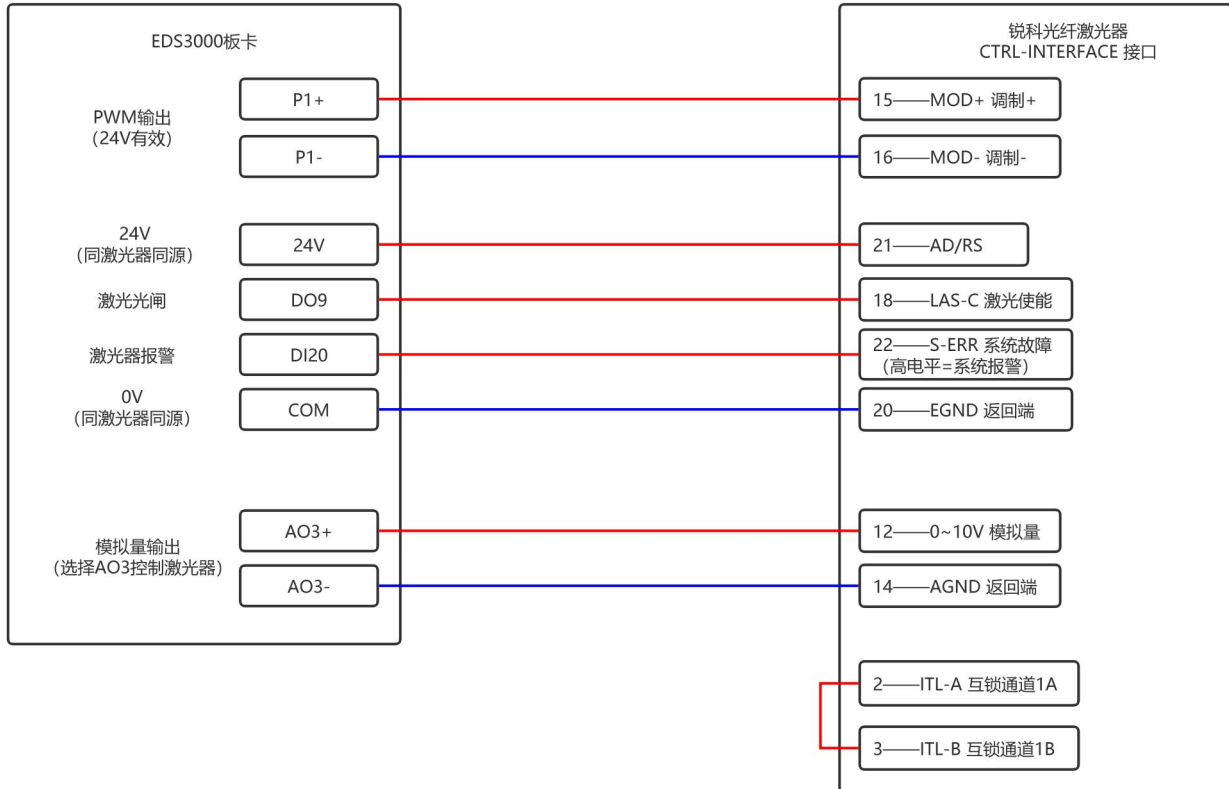 EDS3000板卡
锐科光纤激光器
CTRL-INTERFACE 接口
PWM输出
(24V有效)
P1+
15——MOD+ 调制+
P1-
16——MOD- 调制-
24V
(同激光器同源)
24V
21——AD/RS
激光光闸
DO9
18——LAS-C 激光使能
激光器报警
DI20
22——S-ERR 系统故障
(高电平=系统报警)
0V
(同激光器同源)
COM
20——EGND 返回端
模拟量输出
(选择AO3控制激光器)
AO3+
12——0~10V 模拟量
AO3-
14——AGND 返回端
2——ITL-A 互锁通道1A
3——ITL-B 互锁通道1B